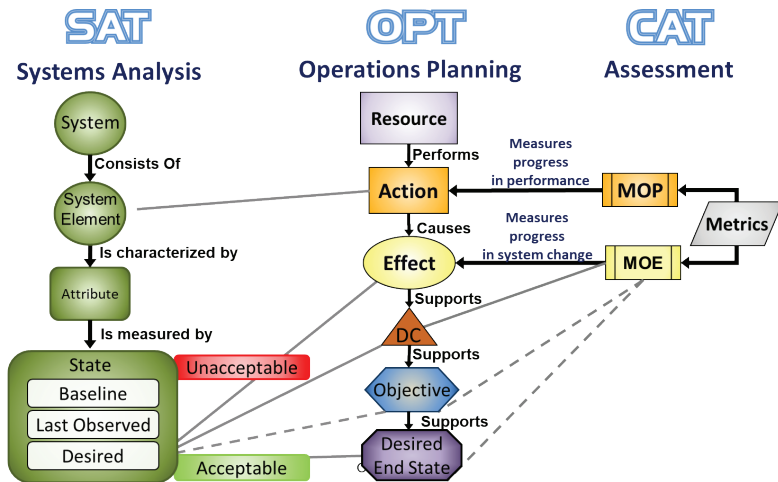 SAT
OPT
CAT
Systems Analysis
Operations Planning
Assessment
System
Consists Of
System
Element
Is characterized by
Attribute
Is measured by
State
Baseline
Last Observed
Desired
Unacceptable
Acceptable
Resource
Performs
Action
Causes
Effect
Supports
DC
Supports
Objective
Supports
Desired
End State
Measures
progress
in performance
MOP
Measures
progress
in system change
MOE
Metrics